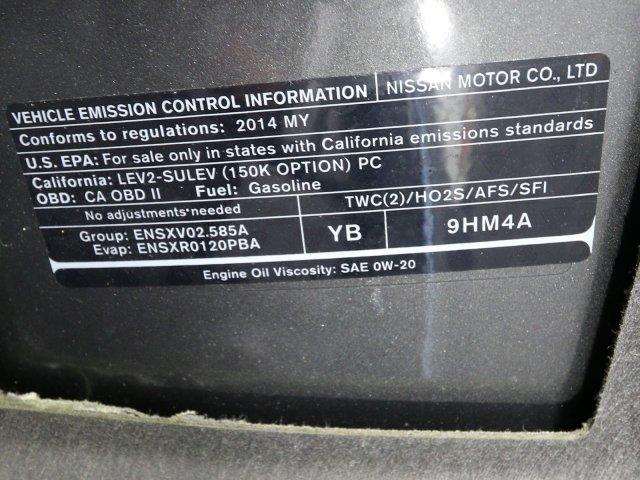 VEHICLE EMISSION CONTROL INFORMATION NISSAN MOTOR CO., LTD
Conforms to regulations: 2014 MY
U.S. EPA: For sale only in states with California emissions standards
California: LEV2-SULEV (150K OPTION) PC
OBD: CA OBD II Fuel: Gasoline
No adjustments needed TWC(2)/HO2S/AFS/SFI
Group: ENSXV02.585A
Evap: ENSXR0120PBA
YB 9HM4A
Engine Oil Viscosity: SAE 0W-20